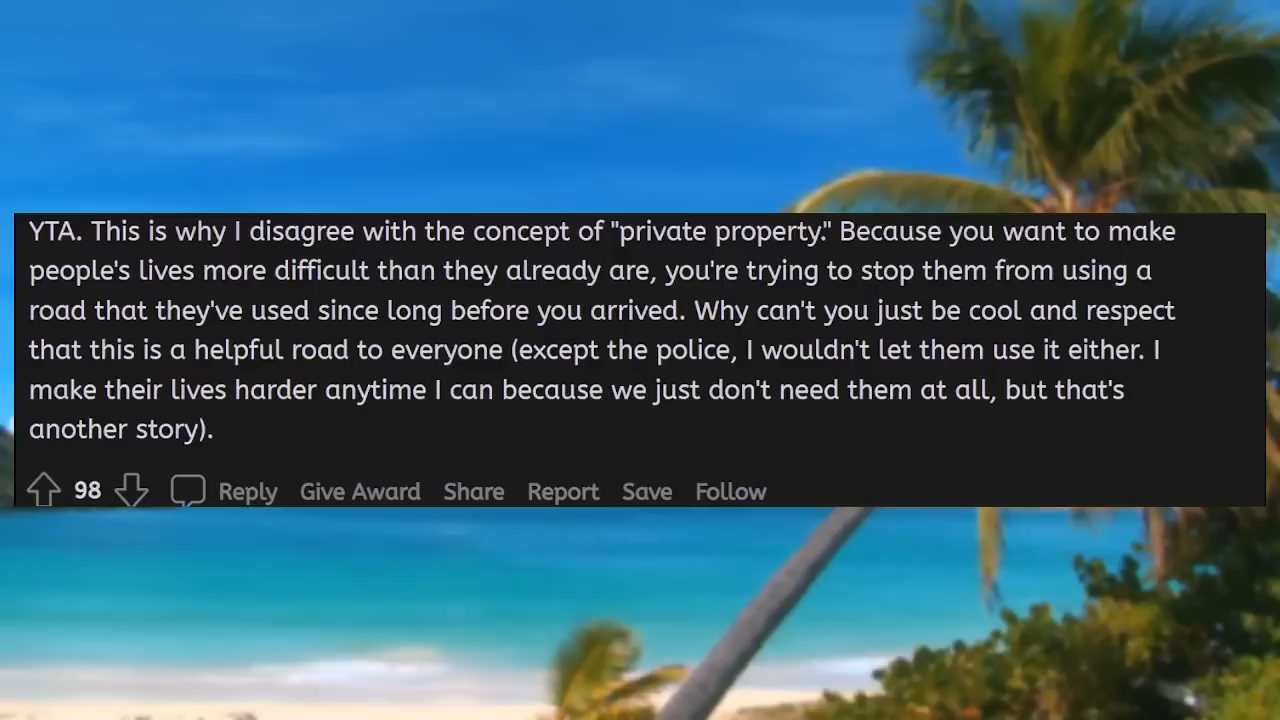 YTA. This is why I disagree with the concept of "private property." Because you want to make
people's lives more difficult than they already are, you're trying to stop them from using a
road that they've used since long before you arrived. Why can't you just be cool and respect
that this is a helpful road to everyone (except the police, I wouldn't let them use it either. I
make their lives harder anytime I can because we just don't need them at all, but that's
another story).
98 Reply Give Award Share Report Save Follow